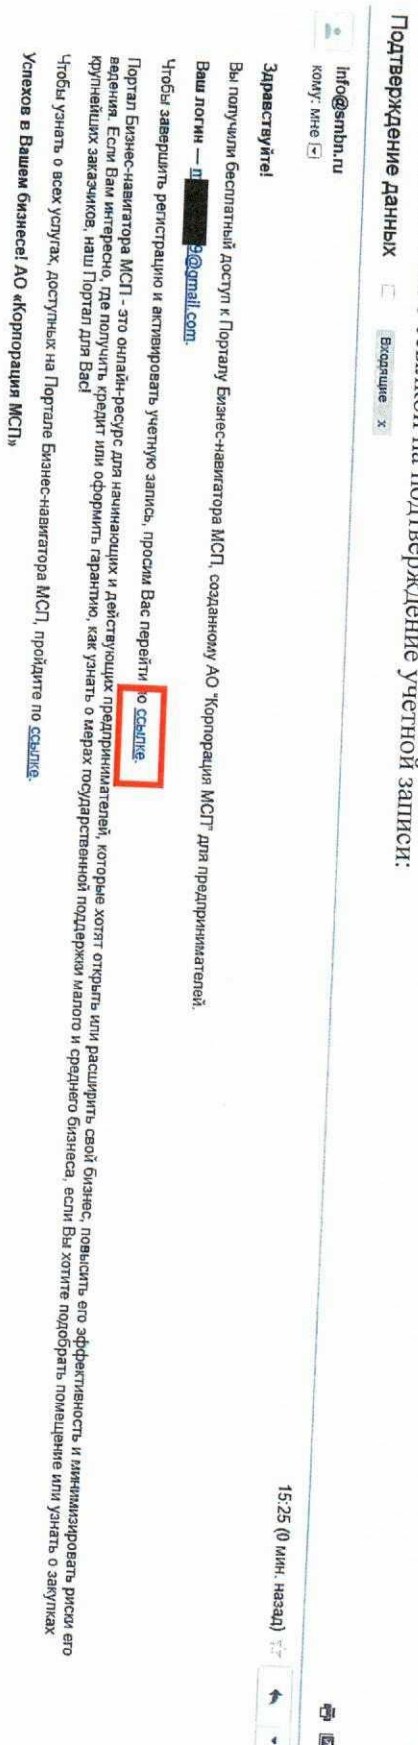 на подтверждение учетной записи:
Подтверждение данных Входящие x
info@smbn.ru
кому: мне
15:25 (0 мин. назад)
Здравствуйте!
Вы получили бесплатный доступ к Порталу Бизнес-навигатора МСП, созданному АО "Корпорация МСП" для предпринимателей.
Ваш логин — m 9@gmail.com.
Чтобы завершить регистрацию и активировать учетную запись, просим Вас перейти по ссылке.
Портал Бизнес-навигатора МСП - это онлайн-ресурс для начинающих и действующих предпринимателей, которые хотят открыть или расширить свой бизнес, повысить его эффективность и минимизировать риски его
ведения. Если Вам интересно, где получить кредит или оформить гарантию, как узнать о мерах государственной поддержки малого и среднего бизнеса, если Вы хотите подобрать помещение или узнать о закупках
крупнейших заказчиков, наш Портал для Вас!
Чтобы узнать о всех услугах, доступных на Портале Бизнес-навигатора МСП, пройдите по ссылке.
Успехов в Вашем бизнесе! АО «Корпорация МСП»